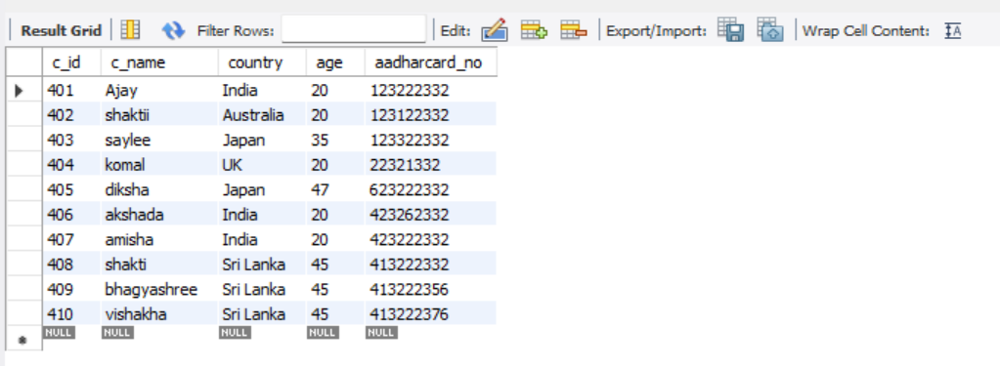 Result Grid Filter Rows: Edit: Export/Import: Wrap Cell Content: IA
c_id c_name country age aadharcard_no
401 Ajay India 20 123222332
402 shaktii Australia 20 123122332
403 saylee Japan 35 123322332
404 komal UK 20 22321332
405 diksha Japan 47 623222332
406 akshada India 20 423262332
407 amisha India 20 423222332
408 shakti Sri Lanka 45 413222332
409 bhagyashree Sri Lanka 45 413222356
410 vishakha Sri Lanka 45 413222376
NULL NULL NULL NULL NULL